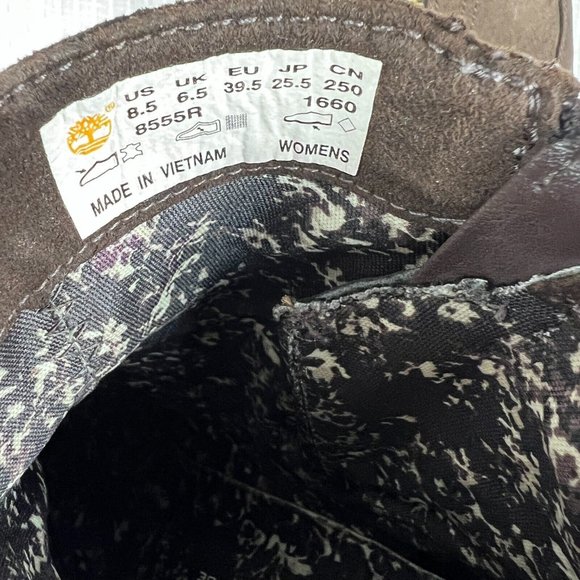 US UK EU JP CN
8.5 6.5 39.5 25.5 250
8555R 1660
MADE IN VIETNAM WOMENS
®